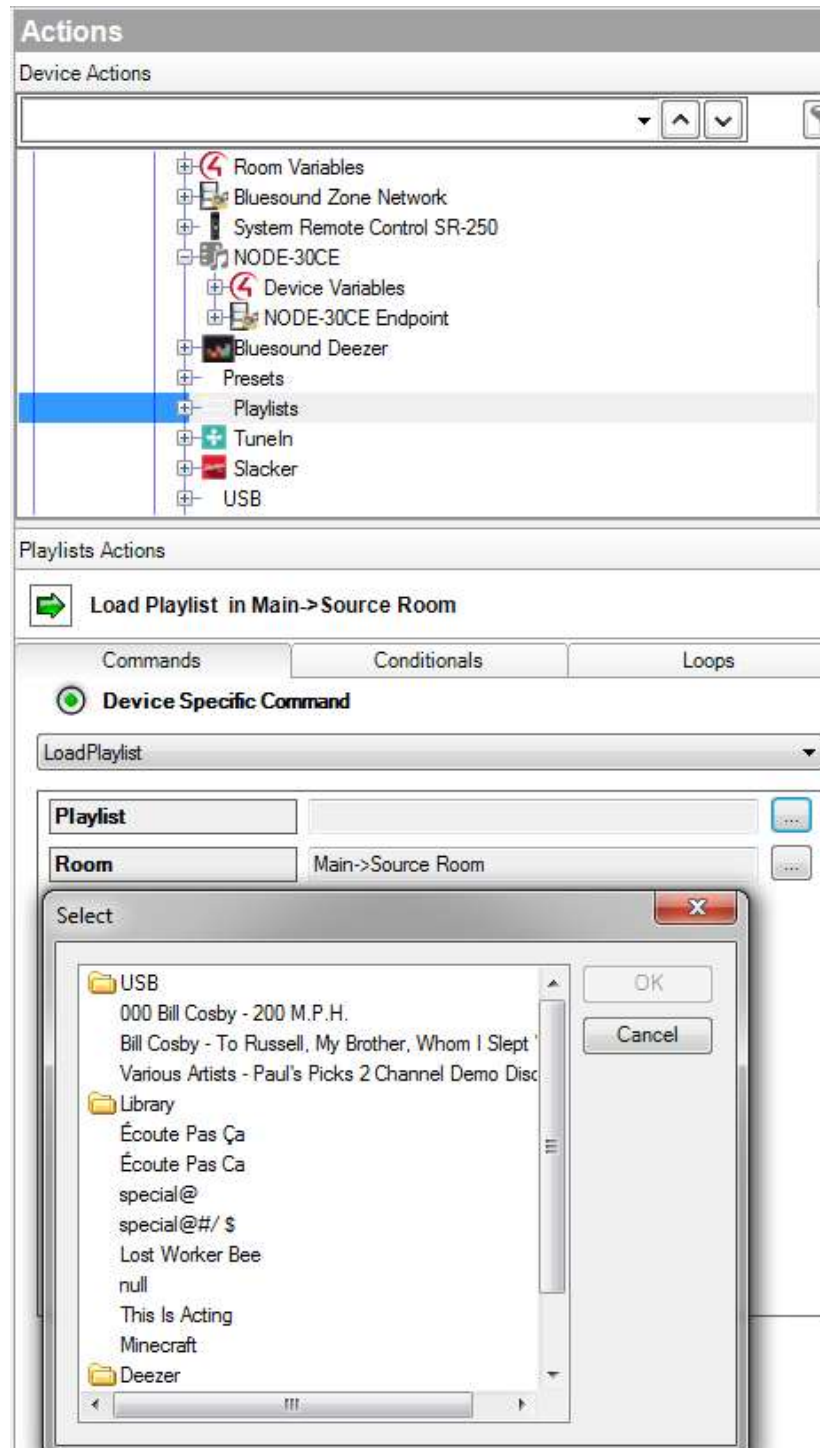 Actions
Device Actions
Room Variables
Bluesound Zone Network
System Remote Control SR-250
NODE-30CE
Device Variables
NODE-30CE Endpoint
Bluesound Deezer
Presets
Playlists
TuneIn
Slacker
USB
Playlists Actions
Load Playlist in Main->Source Room
Commands Conditionals Loops
Device Specific Command
LoadPlaylist
Playlist ...
Room Main->Source Room ...
Select
USB OK
000 Bill Cosby - 200 M.P.H.
Bill Cosby - To Russell, My Brother, Whom I Slept Cancel
Various Artists - Paul's Picks 2 Channel Demo Disc
Library
Écoute Pas Ça
Écoute Pas Ca
special@
special@#/ $
Lost Worker Bee
null
This Is Acting
Minecraft
Deezer